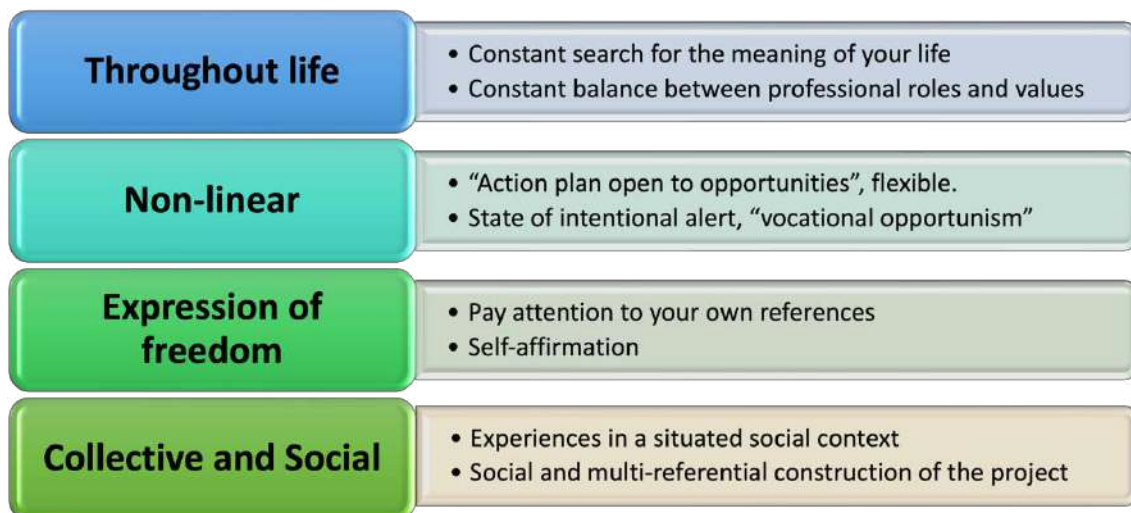 Throughout life
• Constant search for the meaning of your life
• Constant balance between professional roles and values
Non-linear
• “Action plan open to opportunities”, flexible.
• State of intentional alert, “vocational opportunism”
Expression of
freedom
• Pay attention to your own references
• Self-affirmation
Collective and Social
• Experiences in a situated social context
• Social and multi-referential construction of the project